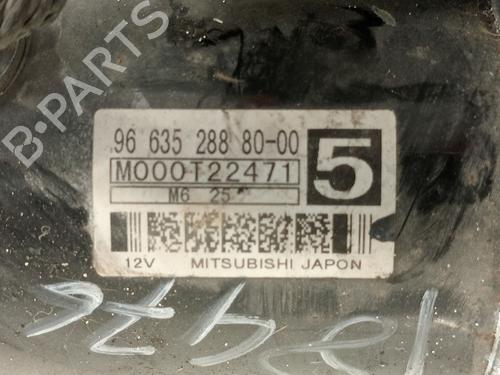 B-PARTS
96 635 288 80-00
M000T22471
5
M6 25
12V MITSUBISHI JAPON